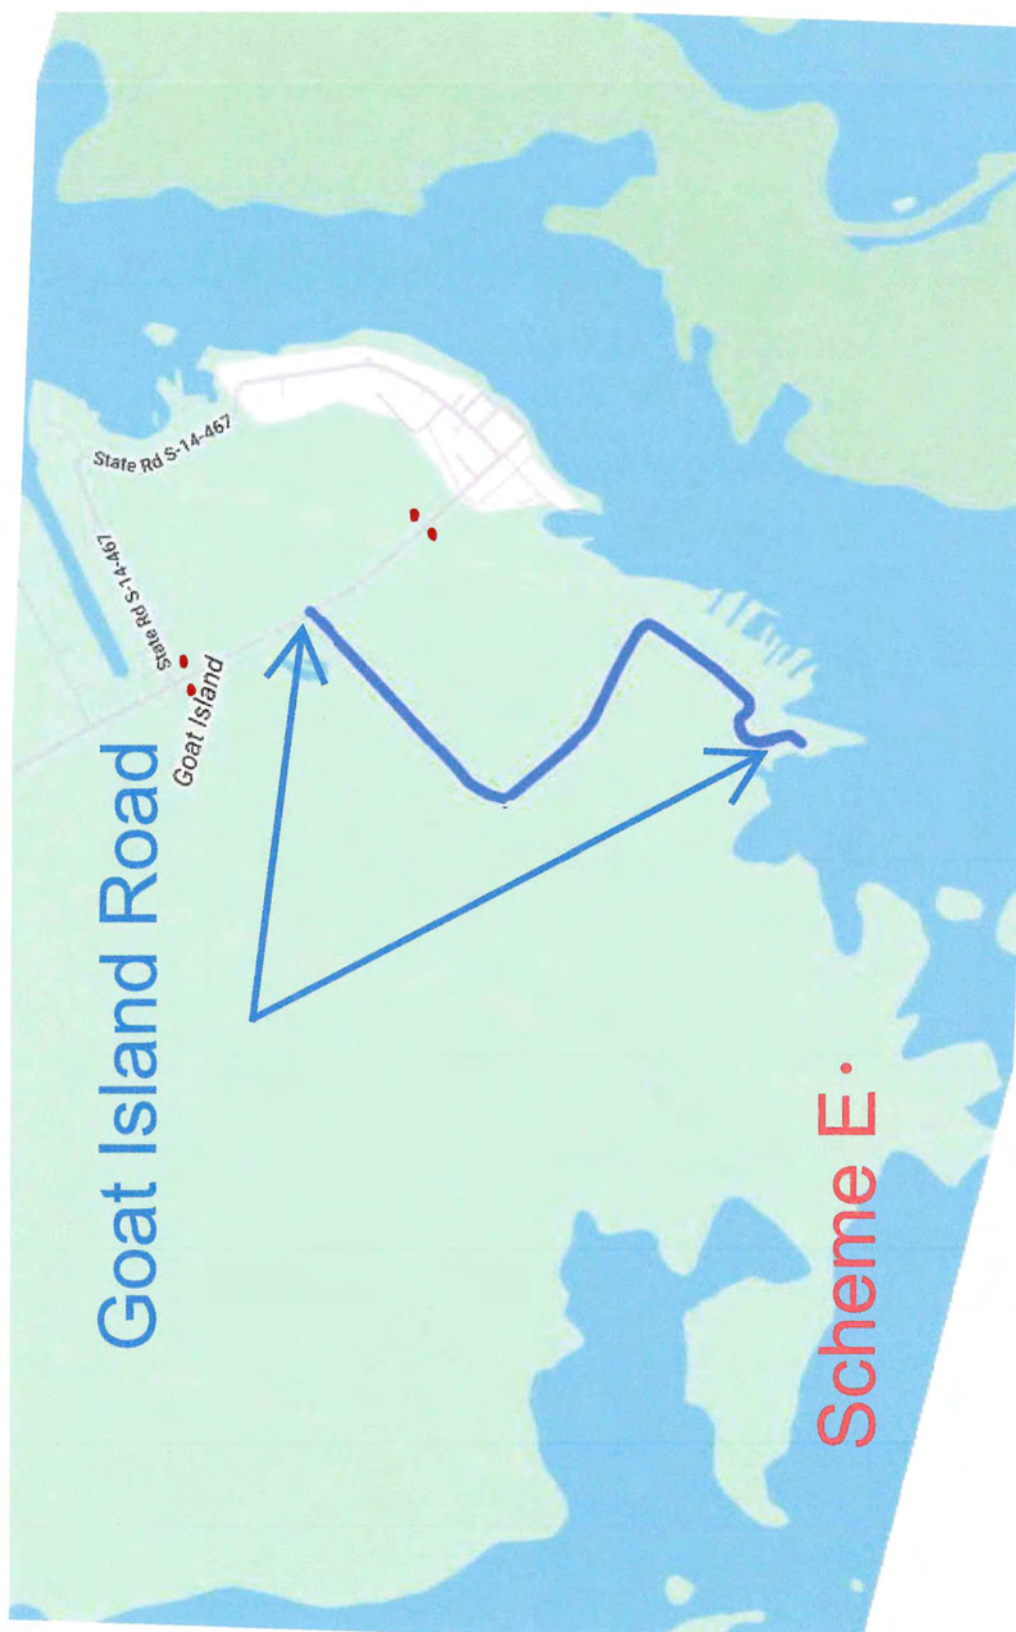 State Rd S-14-467
State Rd S-14-467
Goat Island
Goat Island Road
Scheme E.